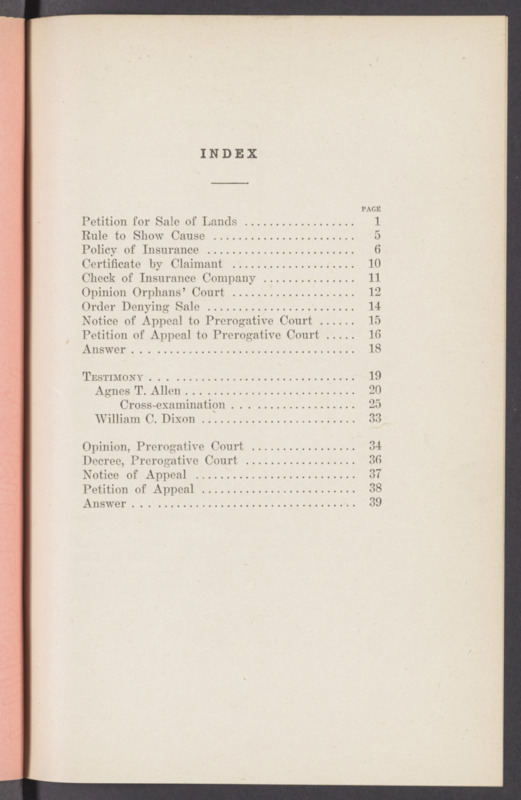 INDEX
PAGE
Petition for Sale of Lands .................. 1
Rule to Show Cause ....................... 5
Policy of Insurance ........................ 6
Certificate by Claimant .................... 10
Check of Insurance Company ............... 11
Opinion Orphans' Court .................... 12
Order Denying Sale ........................ 14
Notice of Appeal to Prerogative Court ...... 15
Petition of Appeal to Prerogative Court ..... 16
Answer .................................... 18
TESTIMONY ................................. 19
Agnes T. Allen ............................ 20
Cross-examination .................... 25
William C. Dixon ......................... 33
Opinion, Prerogative Court ................. 34
Decree, Prerogative Court .................. 36
Notice of Appeal .......................... 37
Petition of Appeal ......................... 38
Answer .................................... 39